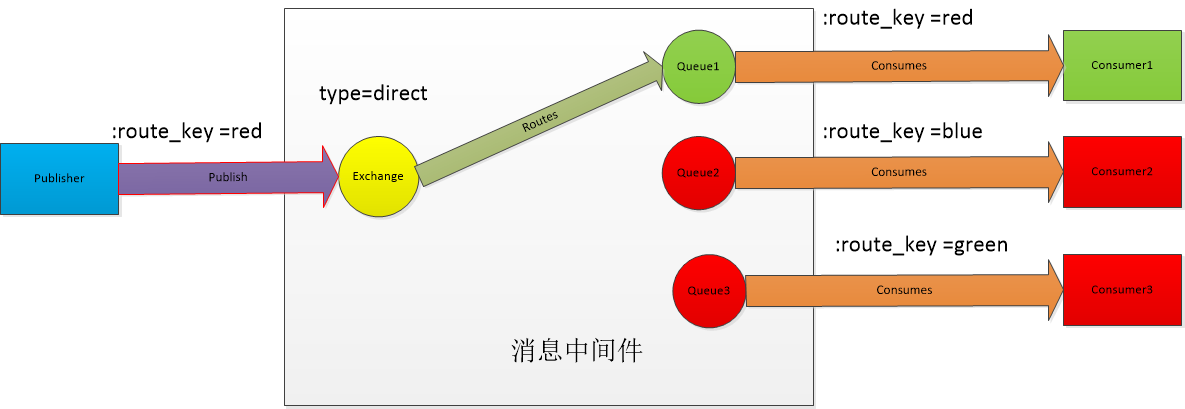 :route_key =red
Queue1
Consumes
Consumer1
type=direct
Routes
:route_key =red
:route_key =blue
Publisher
Publish
Exchange
Queue2
Consumes
Consumer2
:route_key =green
Queue3
Consumes
Consumer3
消息中间件